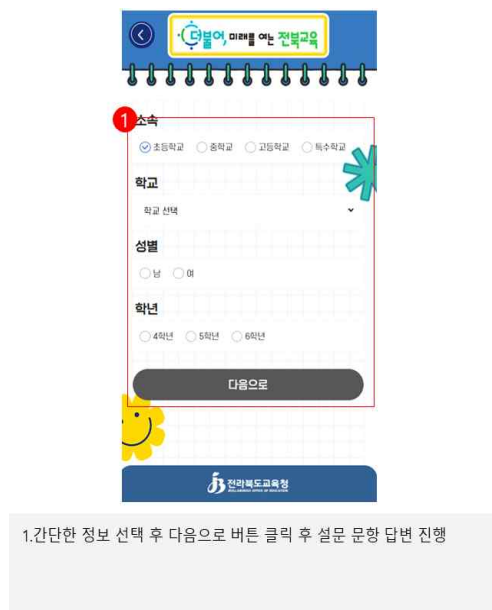 더불어, 미래를 여는 전북교육
1
소속
초등학교 중학교 고등학교 특수학교
학교
학교 선택
성별
남 여
학년
4학년 5학년 6학년
다음으로
전라북도교육청
1.간단한 정보 선택 후 다음으로 버튼 클릭 후 설문 문항 답변 진행